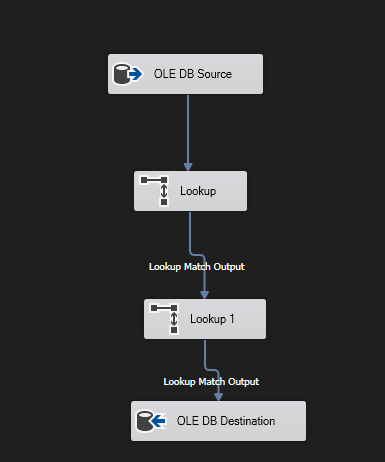 OLE DB Source
Lookup
Lookup Match Output
Lookup 1
Lookup Match Output
OLE DB Destination